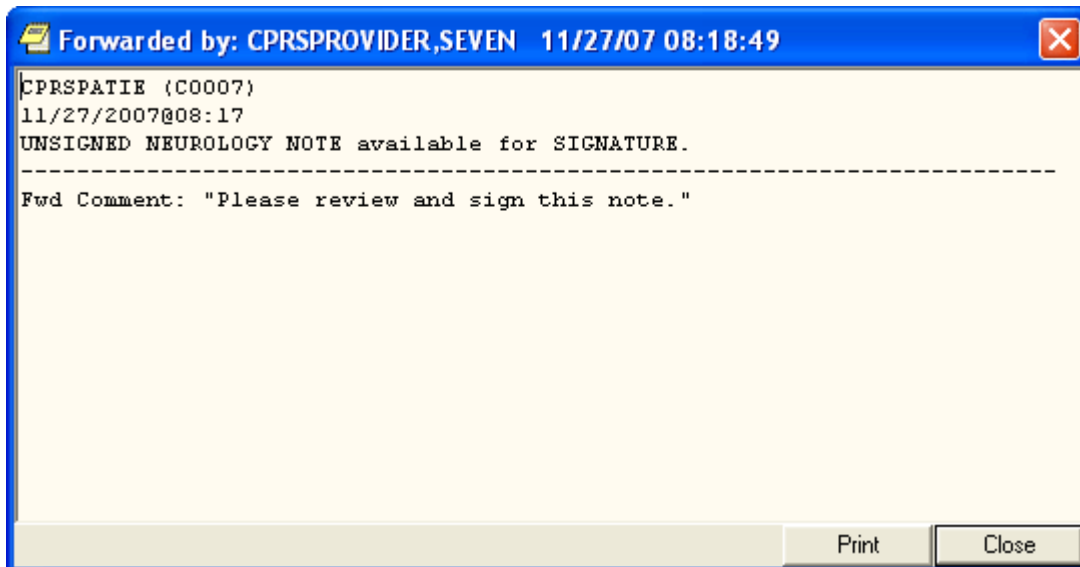 Forwarded by: CPRSPROVIDER,SEVEN 11/27/07 08:18:49
CPRSPATIE (C0007)
11/27/2007@08:17
UNSIGNED NEUROLOGY NOTE available for SIGNATURE.
--------------------------------------------------------------------------
Fwd Comment: "Please review and sign this note."
Print Close